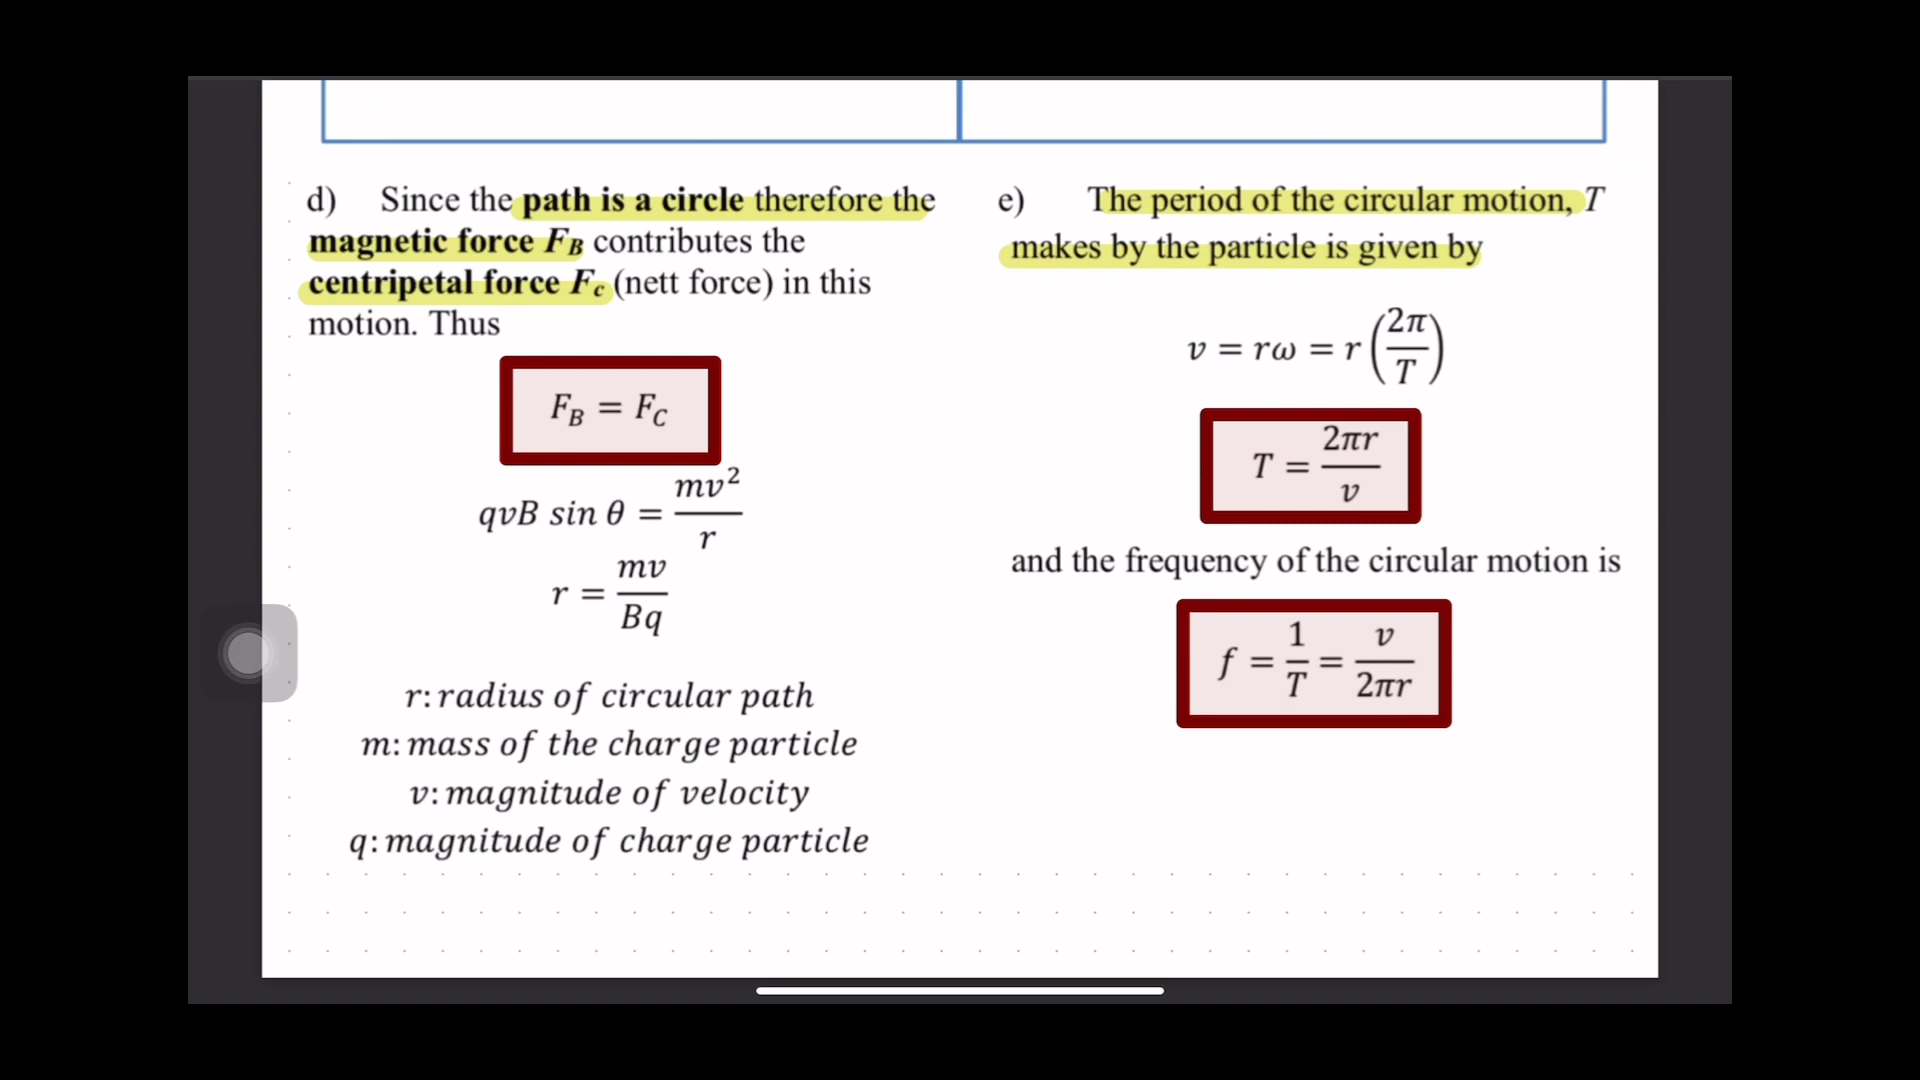 d) Since the path is a circle therefore the
magnetic force F_B contributes the
centripetal force F_c (nett force) in this
motion. Thus
F_B = F_C
qvB sin θ = mv²/r
r = mv/Bq
r: radius of circular path
m: mass of the charge particle
v: magnitude of velocity
q: magnitude of charge particle
e) The period of the circular motion, T
makes by the particle is given by
v = rω = r(2π/T)
T = 2πr/v
and the frequency of the circular motion is
f = 1/T = v/2πr